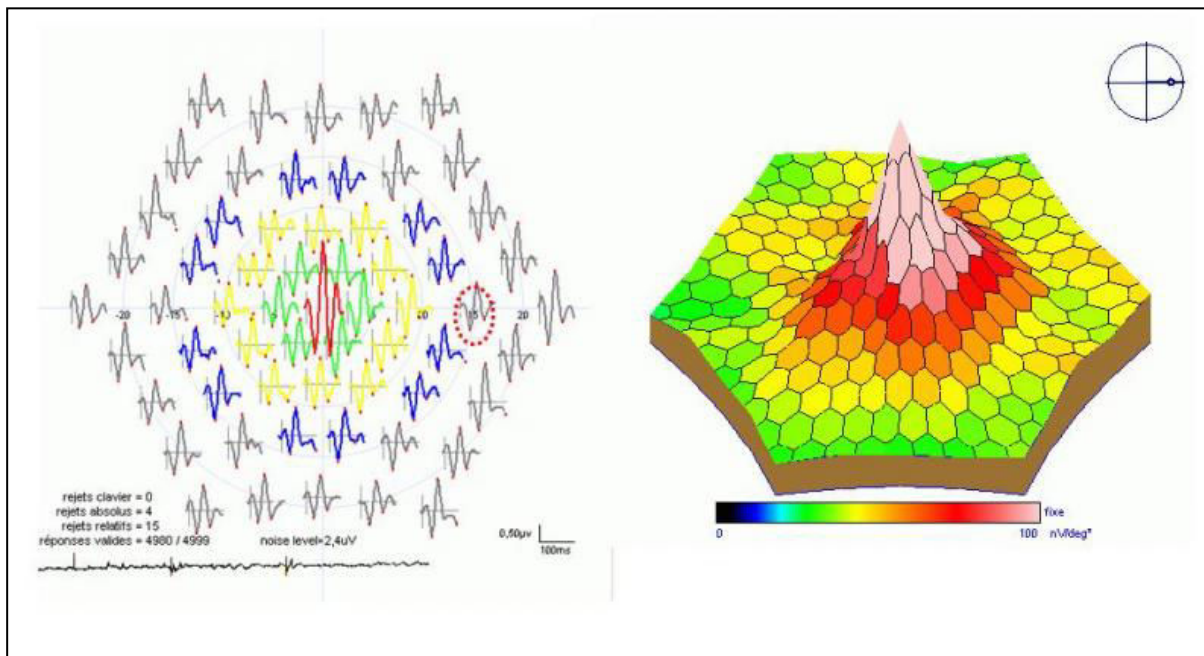 -20
-15
-10
-5
5
10
15
20
rejets clavier = 0
rejets absolus = 4
rejets relatifs = 15
réponses valides = 4980 / 4999
noise level=2,4uV
0,50µv
100ms
fixe
0
100
nV/deg²